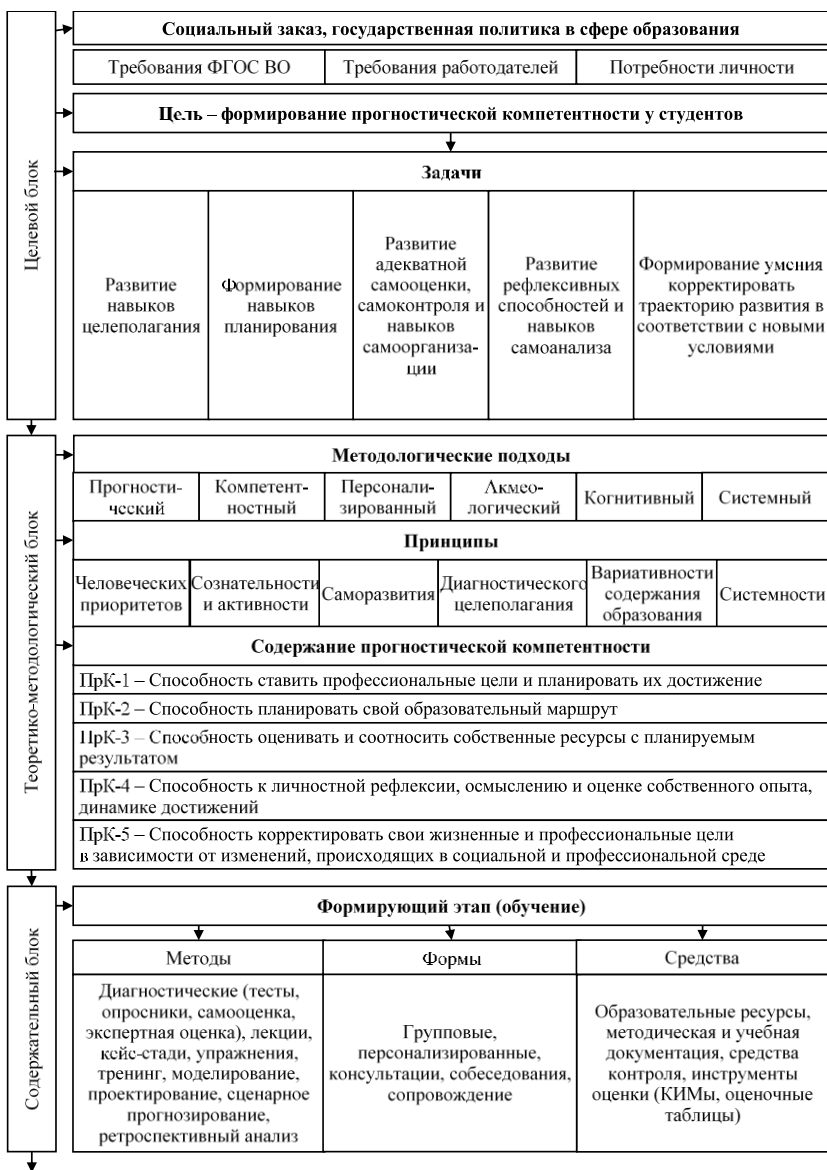 Целевой блок
Социальный заказ, государственная политика в сфере образования
Требования ФГОС ВО
Требования работодателей
Потребности личности
Цель – формирование прогностической компетентности у студентов
Задачи
Развитие
навыков
целеполагания
Формирование
навыков
планирования
Развитие
адекватной
самооценки,
самоконтроля и
навыков
самоорганиза-
ции
Развитие
рефлексивных
способностей и
навыков
самоанализа
Формирование умения
корректировать
траекторию развития в
соответствии с новыми
условиями
Теоретико-методологический блок
Методологические подходы
Прогности-
ческий
Компетент-
ностный
Персонали-
зированный
Акмео-
логический
Когнитивный
Системный
Принципы
Человеческих
приоритетов
Сознательности
и активности
Саморазвития
Диагностического
целеполагания
Вариативности
содержания
образования
Системности
Содержание прогностической компетентности
ПрК-1 – Способность ставить профессиональные цели и планировать их достижение
ПрК-2 – Способность планировать свой образовательный маршрут
ПрК-3 – Способность оценивать и соотносить собственные ресурсы с планируемым
результатом
ПрК-4 – Способность к личностной рефлексии, осмыслению и оценке собственного опыта,
динамике достижений
ПрК-5 – Способность корректировать свои жизненные и профессиональные цели
в зависимости от изменений, происходящих в социальной и профессиональной среде
Содержательный блок
Формирующий этап (обучение)
Методы
Формы
Средства
Диагностические (тесты,
опросники, самооценка,
экспертная оценка), лекции,
кейс-стади, упражнения,
тренинг, моделирование,
проектирование, сценарное
прогнозирование,
ретроспективный анализ
Групповые,
персонализированные,
консультации, собеседования,
сопровождение
Образовательные ресурсы,
методическая и учебная
документация, средства
контроля, инструменты
оценки (КИМы, оценочные
таблицы)